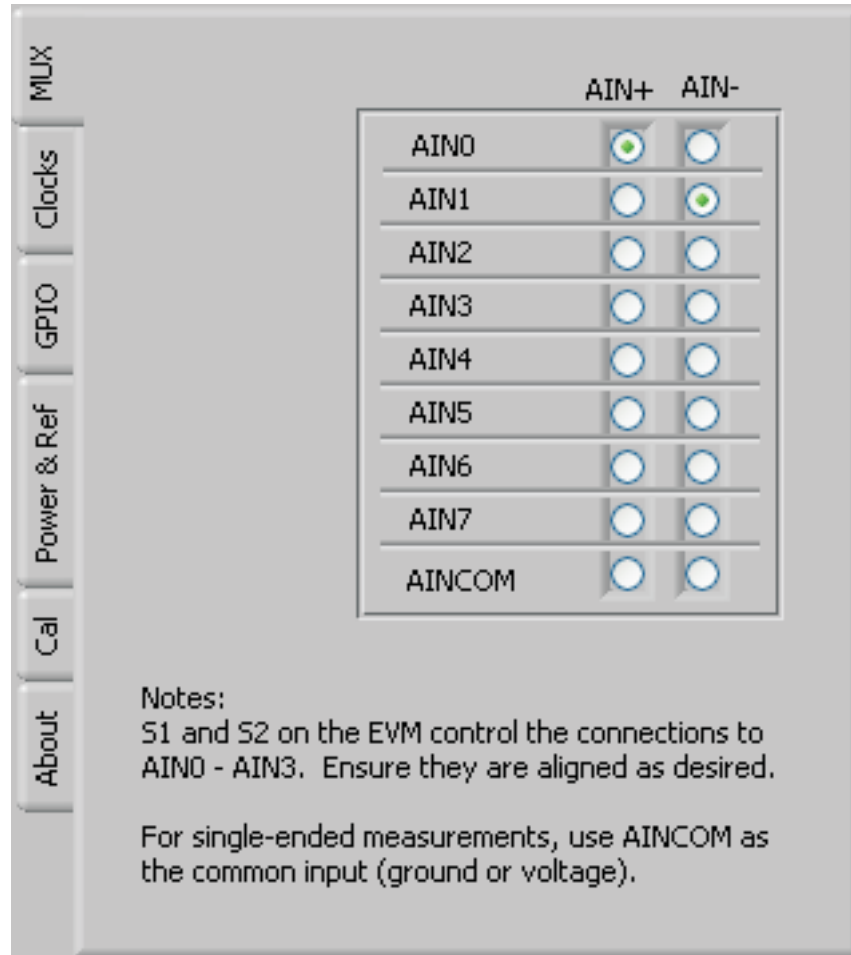 MUX
Clocks
GPIO
Power & Ref
Cal
About
AIN+ AIN-
AIN0
AIN1
AIN2
AIN3
AIN4
AIN5
AIN6
AIN7
AINCOM
Notes:
S1 and S2 on the EVM control the connections to
AIN0 - AIN3.  Ensure they are aligned as desired.
For single-ended measurements, use AINCOM as
the common input (ground or voltage).